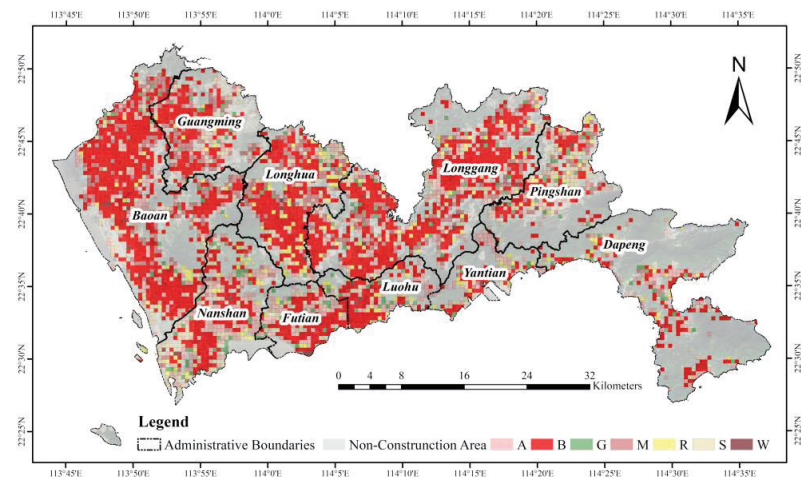 113°45'E 113°50'E 113°55'E 114°0'E 114°5'E 114°10'E 114°15'E 114°20'E 114°25'E 114°30'E 114°35'E
22°50'N 22°50'N
N
Guangming
22°45'N 22°45'N
Longhua Longgang
Pingshan
22°40'N 22°40'N
Baoan
Dapeng
Yantian
Luohu
22°35'N 22°35'N
Nanshan Futian
22°30'N 22°30'N
0 2 4 8 16 24 32
Kilometers
Legend
22°25'N 22°25'N
Administrative Boundaries Non-Construnction Area A B G M R S W
113°45'E 113°50'E 113°55'E 114°0'E 114°5'E 114°10'E 114°15'E 114°20'E 114°25'E 114°30'E 114°35'E